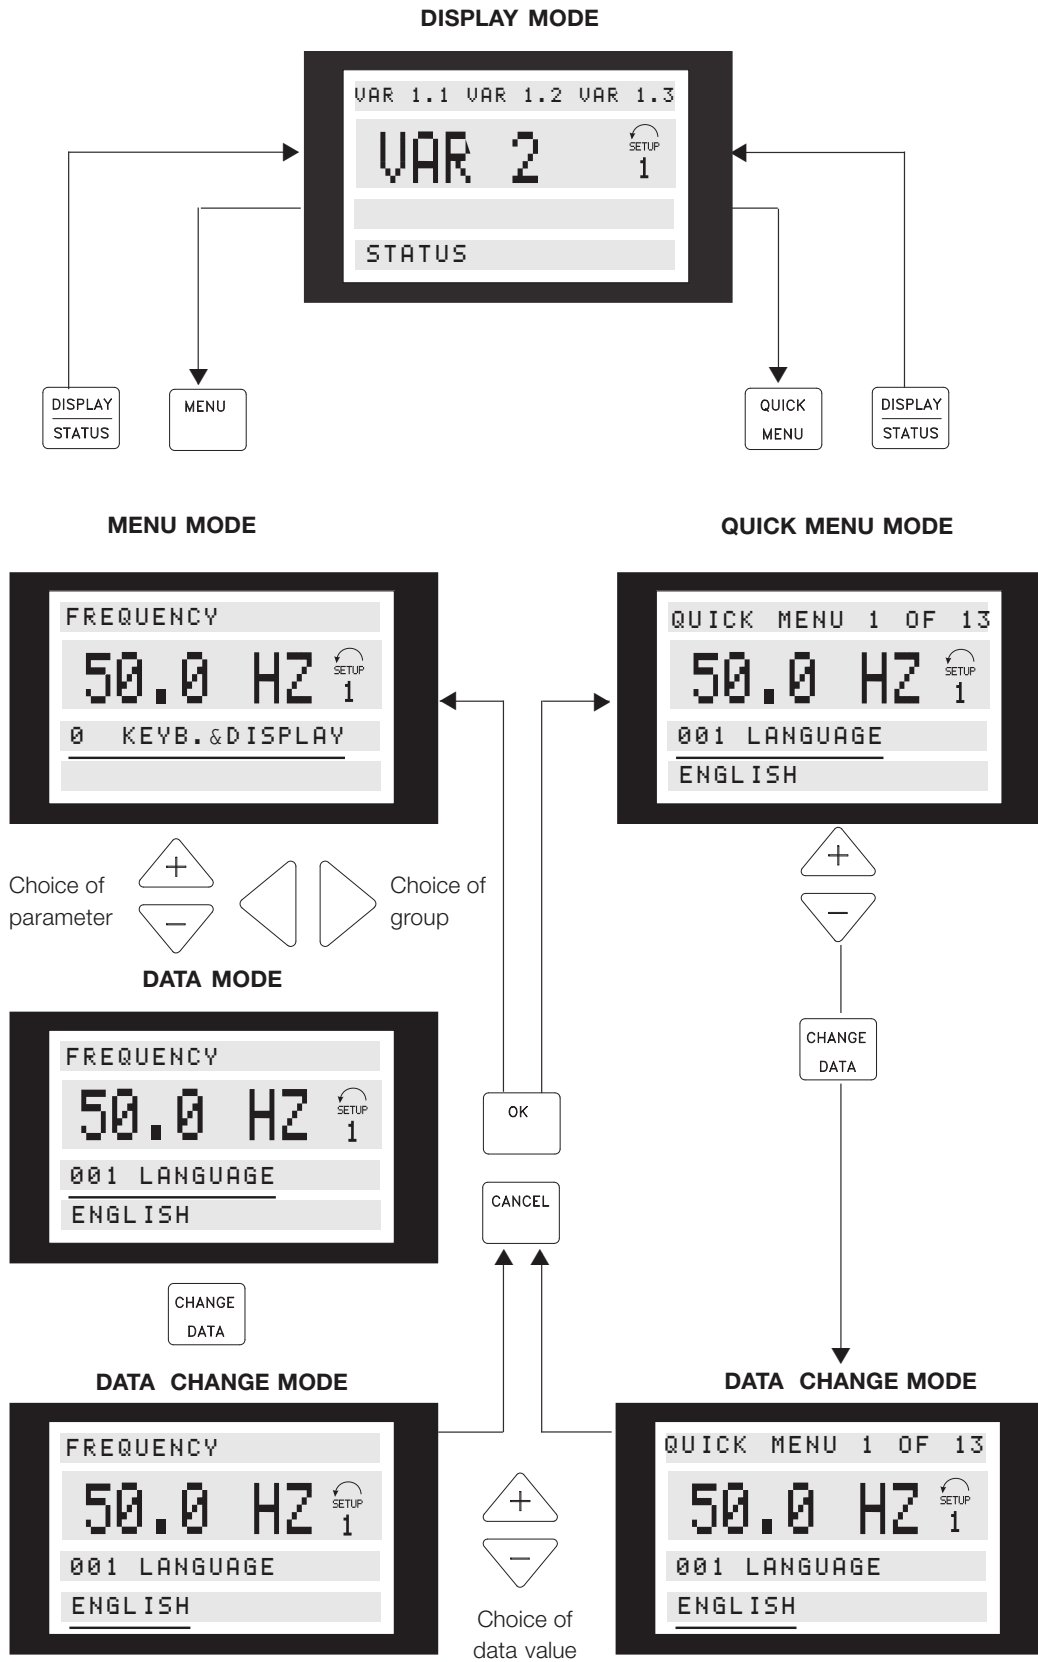 DISPLAY MODE
VAR 1.1 VAR 1.2 VAR 1.3
VAR 2
SETUP
1
STATUS
DISPLAY
STATUS
MENU
QUICK
MENU
DISPLAY
STATUS
MENU MODE
FREQUENCY
50.0 HZ
SETUP
1
0 KEYB.&DISPLAY
QUICK MENU MODE
QUICK MENU 1 OF 13
50.0 HZ
SETUP
1
001 LANGUAGE
ENGLISH
Choice of
parameter
+
−
Choice of
group
+
−
DATA MODE
FREQUENCY
50.0 HZ
SETUP
1
001 LANGUAGE
ENGLISH
CHANGE
DATA
OK
CANCEL
CHANGE
DATA
DATA CHANGE MODE
FREQUENCY
50.0 HZ
SETUP
1
001 LANGUAGE
ENGLISH
+
−
Choice of
data value
DATA CHANGE MODE
QUICK MENU 1 OF 13
50.0 HZ
SETUP
1
001 LANGUAGE
ENGLISH